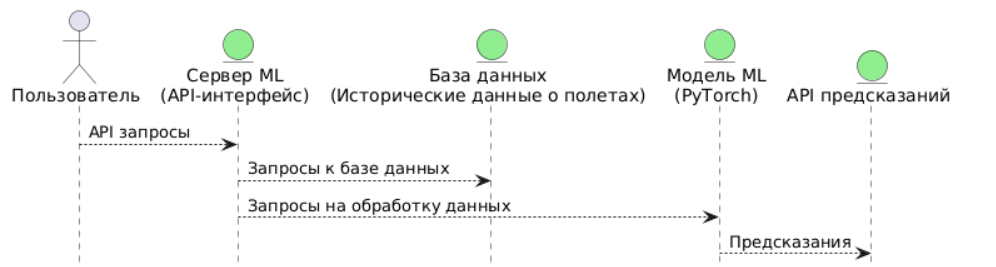 Пользователь
Сервер ML
(API-интерфейс)
База данных
(Исторические данные о полетах)
Модель ML
(PyTorch)
API предсказаний
API запросы
Запросы к базе данных
Запросы на обработку данных
Предсказания